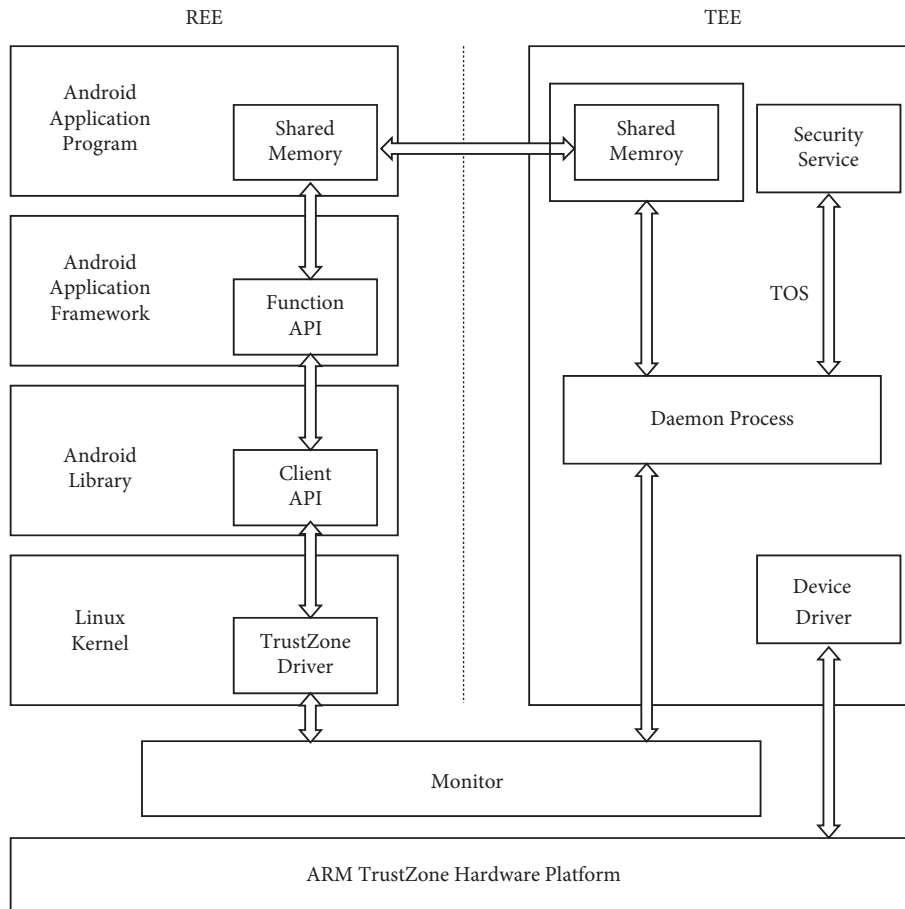 REE
TEE
Android
Application
Program
Shared
Memory
Shared
Memroy
Security
Service
Android
Application
Framework
Function
API
TOS
Android
Library
Client
API
Daemon Process
Linux
Kernel
TrustZone
Driver
Device
Driver
Monitor
ARM TrustZone Hardware Platform